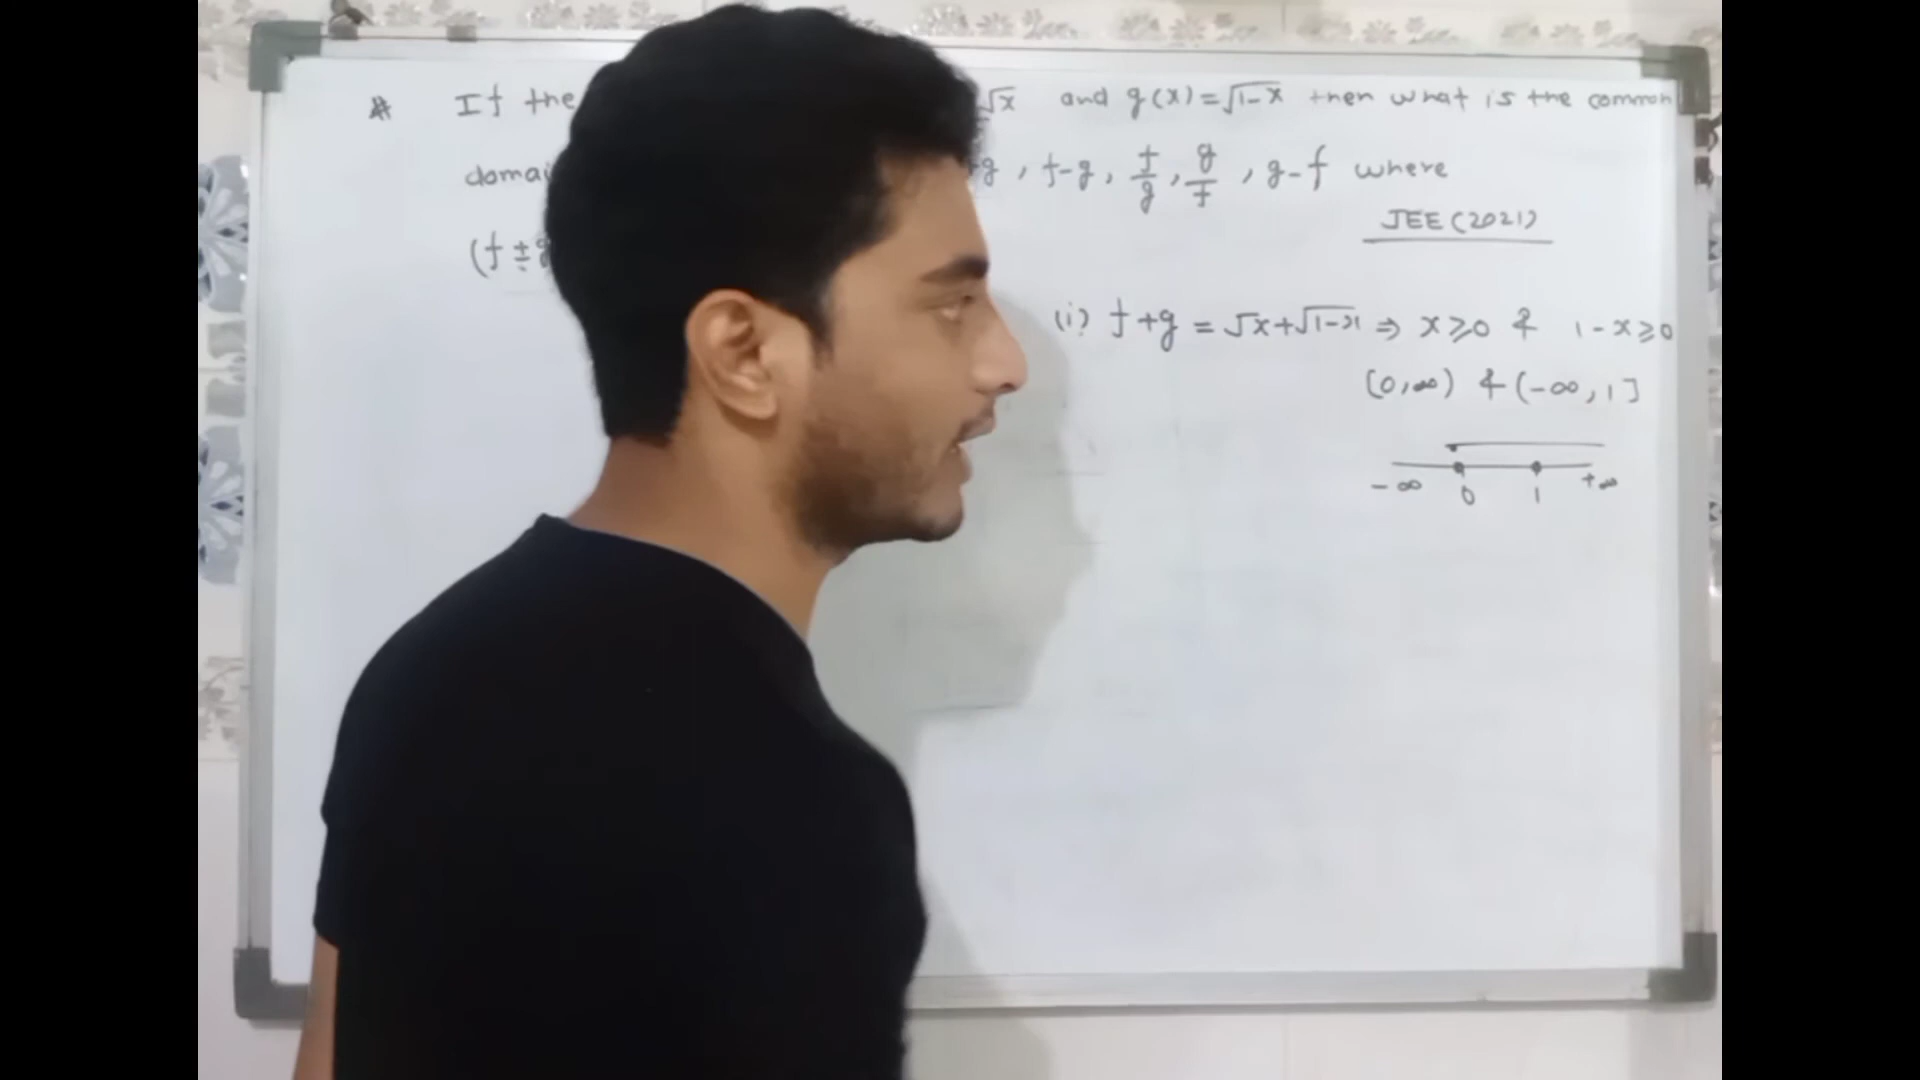 # If the √x and g(x)=√1-x then what is the common
g, f-g, f/g, g/f, g-f where
JEE (2021)
(f ±
(i) f+g = √x+√1-x ⇒ x≥0 & 1-x≥0
[0,∞) & (-∞, 1]
-∞ 0 1 +∞